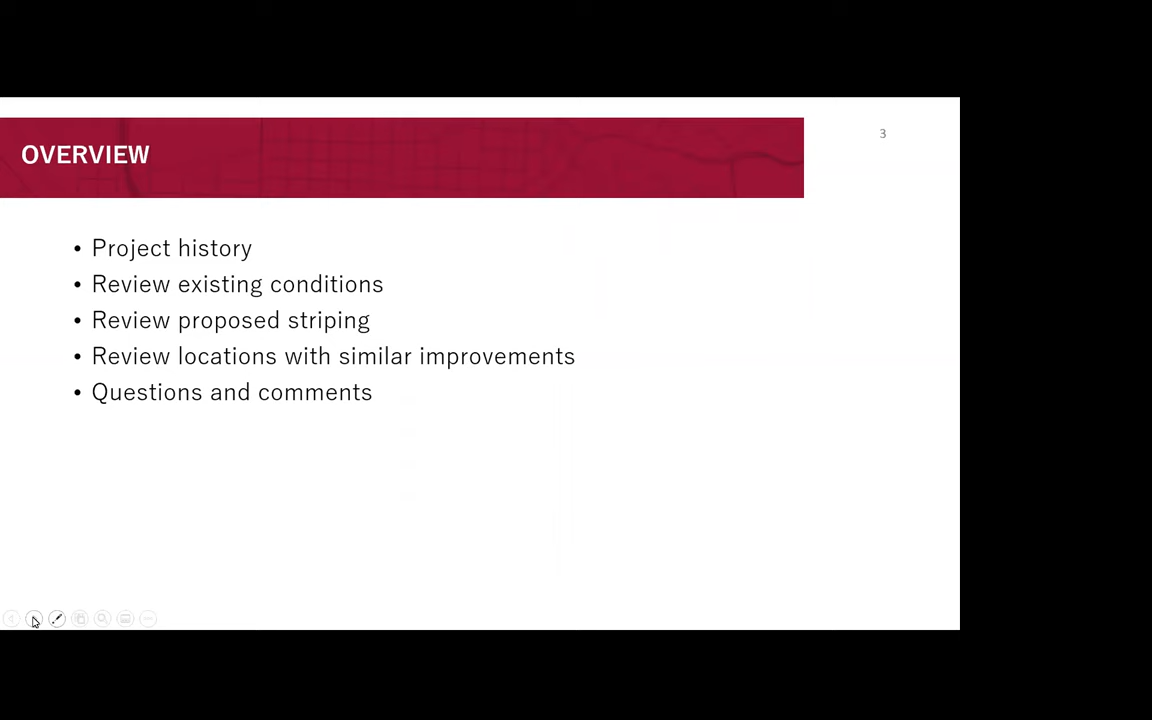 OVERVIEW
3
• Project history
• Review existing conditions
• Review proposed striping
• Review locations with similar improvements
• Questions and comments